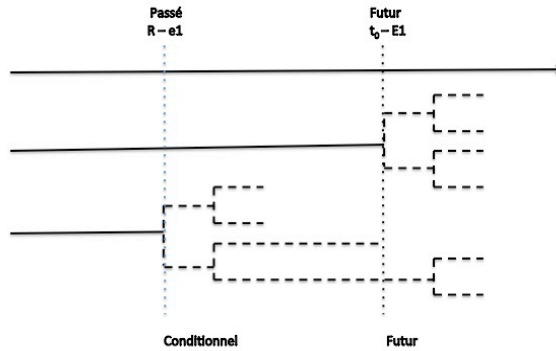 Passé
R – e1
Futur
t₀ – E1
Conditionnel
Futur